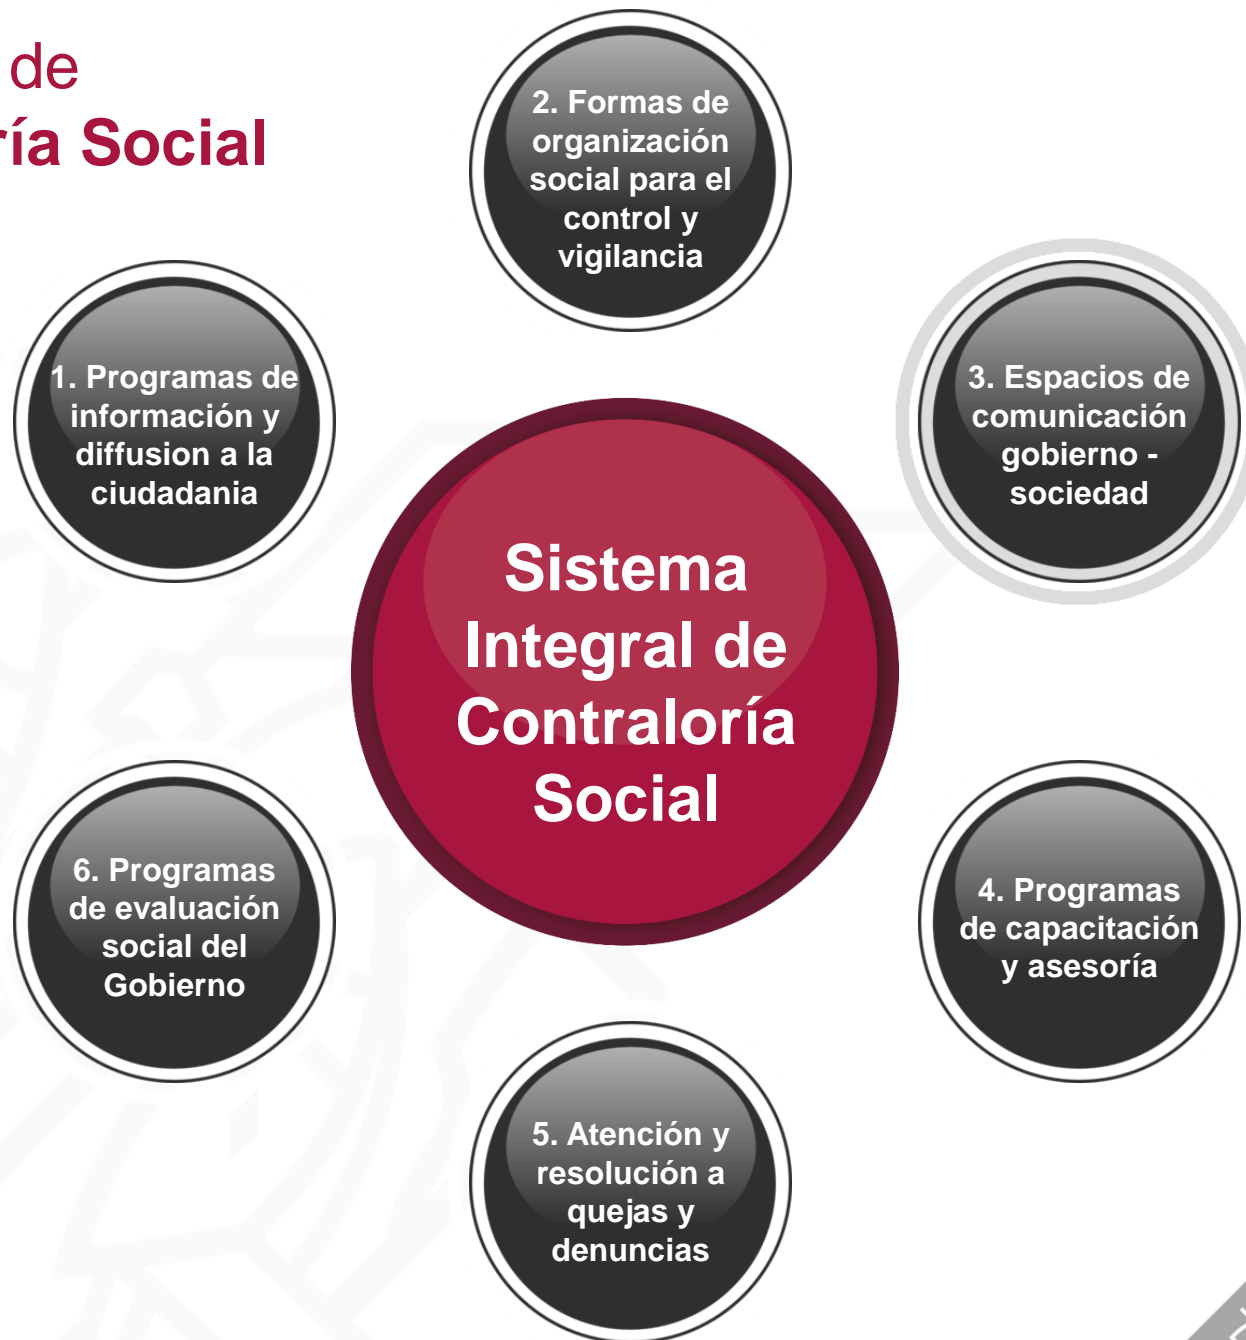 de
ría Social
2. Formas de
organización
social para el
control y
vigilancia
1. Programas de
información y
diffusion a la
ciudadania
3. Espacios de
comunicación
gobierno -
sociedad
Sistema
Integral de
Contraloría
Social
6. Programas
de evaluación
social del
Gobierno
4. Programas
de capacitación
y asesoría
5. Atención y
resolución a
quejas y
denuncias